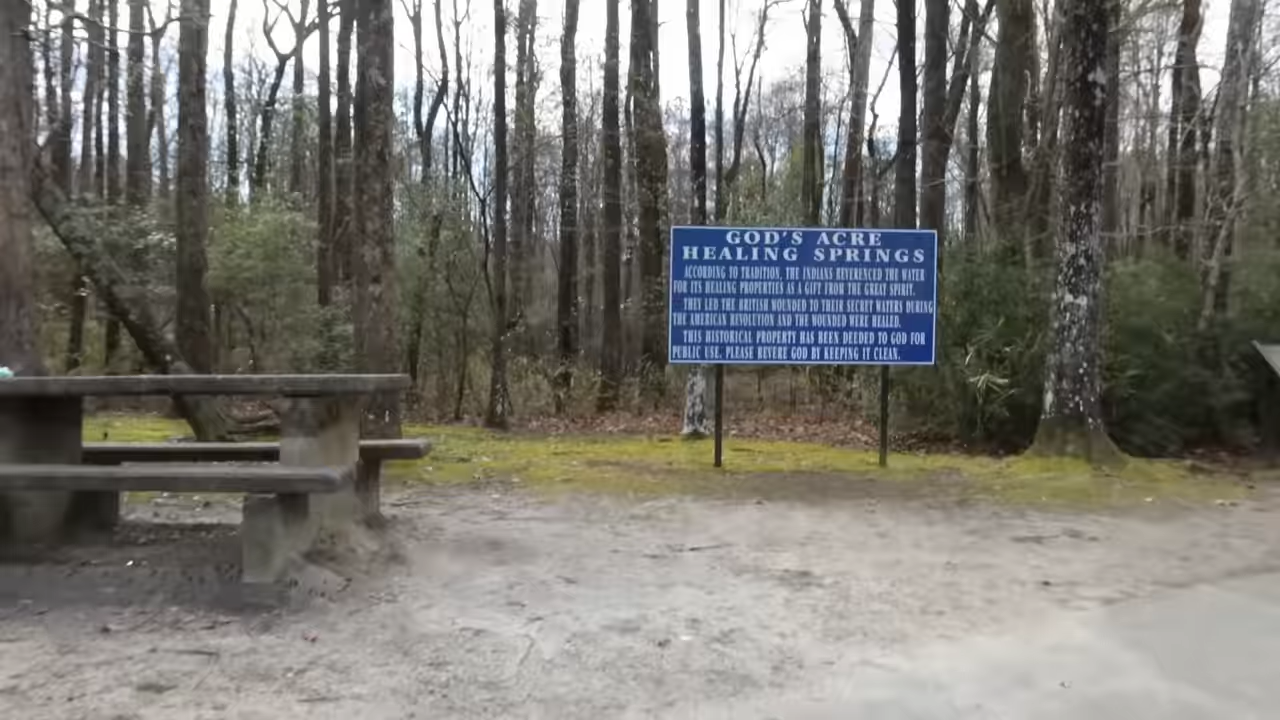 GOD'S ACRE
HEALING SPRINGS
ACCORDING TO TRADITION, THE INDIANS REVERENCED THE WATER
FOR ITS HEALING PROPERTIES AS A GIFT FROM THE GREAT SPIRIT.
THEY LED THE BRITISH WOUNDED TO THEIR SECRET WATERS DURING
THE AMERICAN REVOLUTION AND THE WOUNDED WERE HEALED.
THIS HISTORICAL PROPERTY HAS BEEN DEEDED TO GOD FOR
PUBLIC USE. PLEASE REVERE GOD BY KEEPING IT CLEAN.